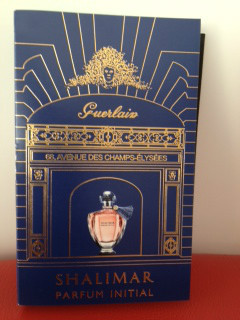 Guerlain
68, AVENUE DES CHAMPS-ÉLYSÉES
SHALIMAR
PARFUM INITIAL